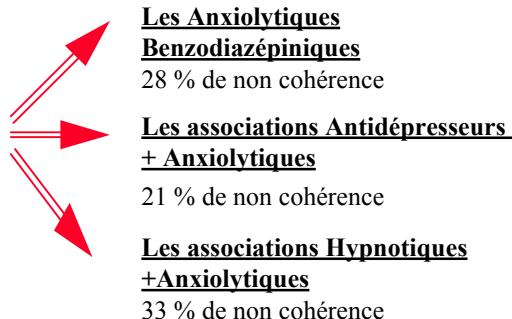 Les Anxiolytiques
Benzodiazépiniques
28 % de non cohérence
Les associations Antidépresseurs
+ Anxiolytiques
21 % de non cohérence
Les associations Hypnotiques
+Anxiolytiques
33 % de non cohérence